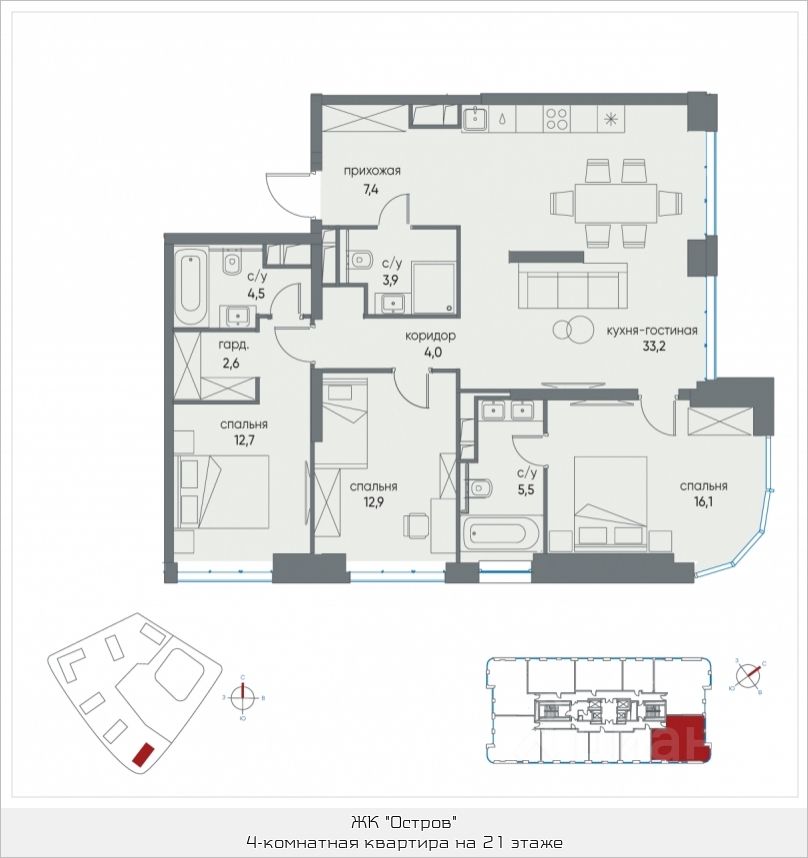 прихожая
7,4
с/у
3,9
с/у
4,5
гард.
2,6
коридор
4,0
кухня-гостиная
33,2
спальня
12,7
спальня
12,9
с/у
5,5
спальня
16,1
С
З
В
Ю
З
С
Ю
В
ЖК "Остров"
4-комнатная квартира на 21 этаже